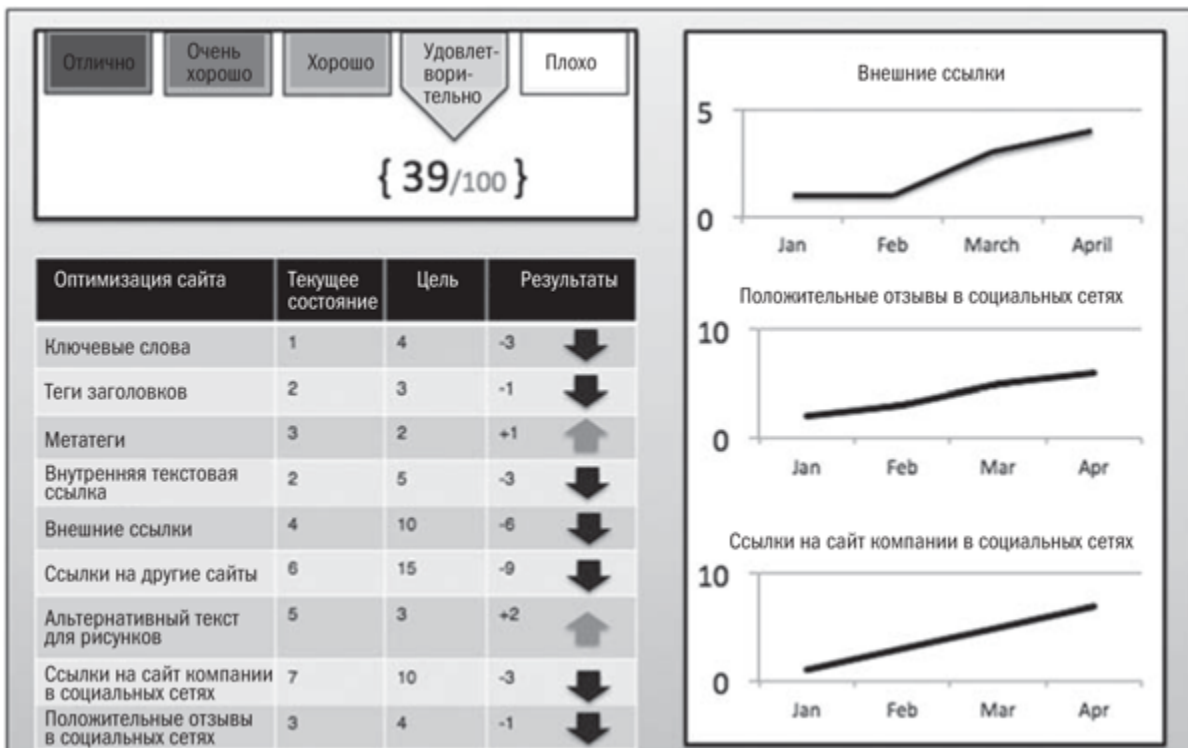 Отлично
Очень
хорошо
Хорошо
Удовлет-
вори-
тельно
Плохо
{ 39/100 }
Оптимизация сайта
Текущее
состояние
Цель
Результаты
Ключевые слова 1 4 -3
Теги заголовков 2 3 -1
Метатеги 3 2 +1
Внутренняя текстовая
ссылка 2 5 -3
Внешние ссылки 4 10 -6
Ссылки на другие сайты 6 15 -9
Альтернативный текст
для рисунков 5 3 +2
Ссылки на сайт компании
в социальных сетях 7 10 -3
Положительные отзывы
в социальных сетях 3 4 -1
Внешние ссылки
5
0
Jan Feb March April
Положительные отзывы в социальных сетях
10
0
Jan Feb Mar Apr
Ссылки на сайт компании в социальных сетях
10
0
Jan Feb Mar Apr